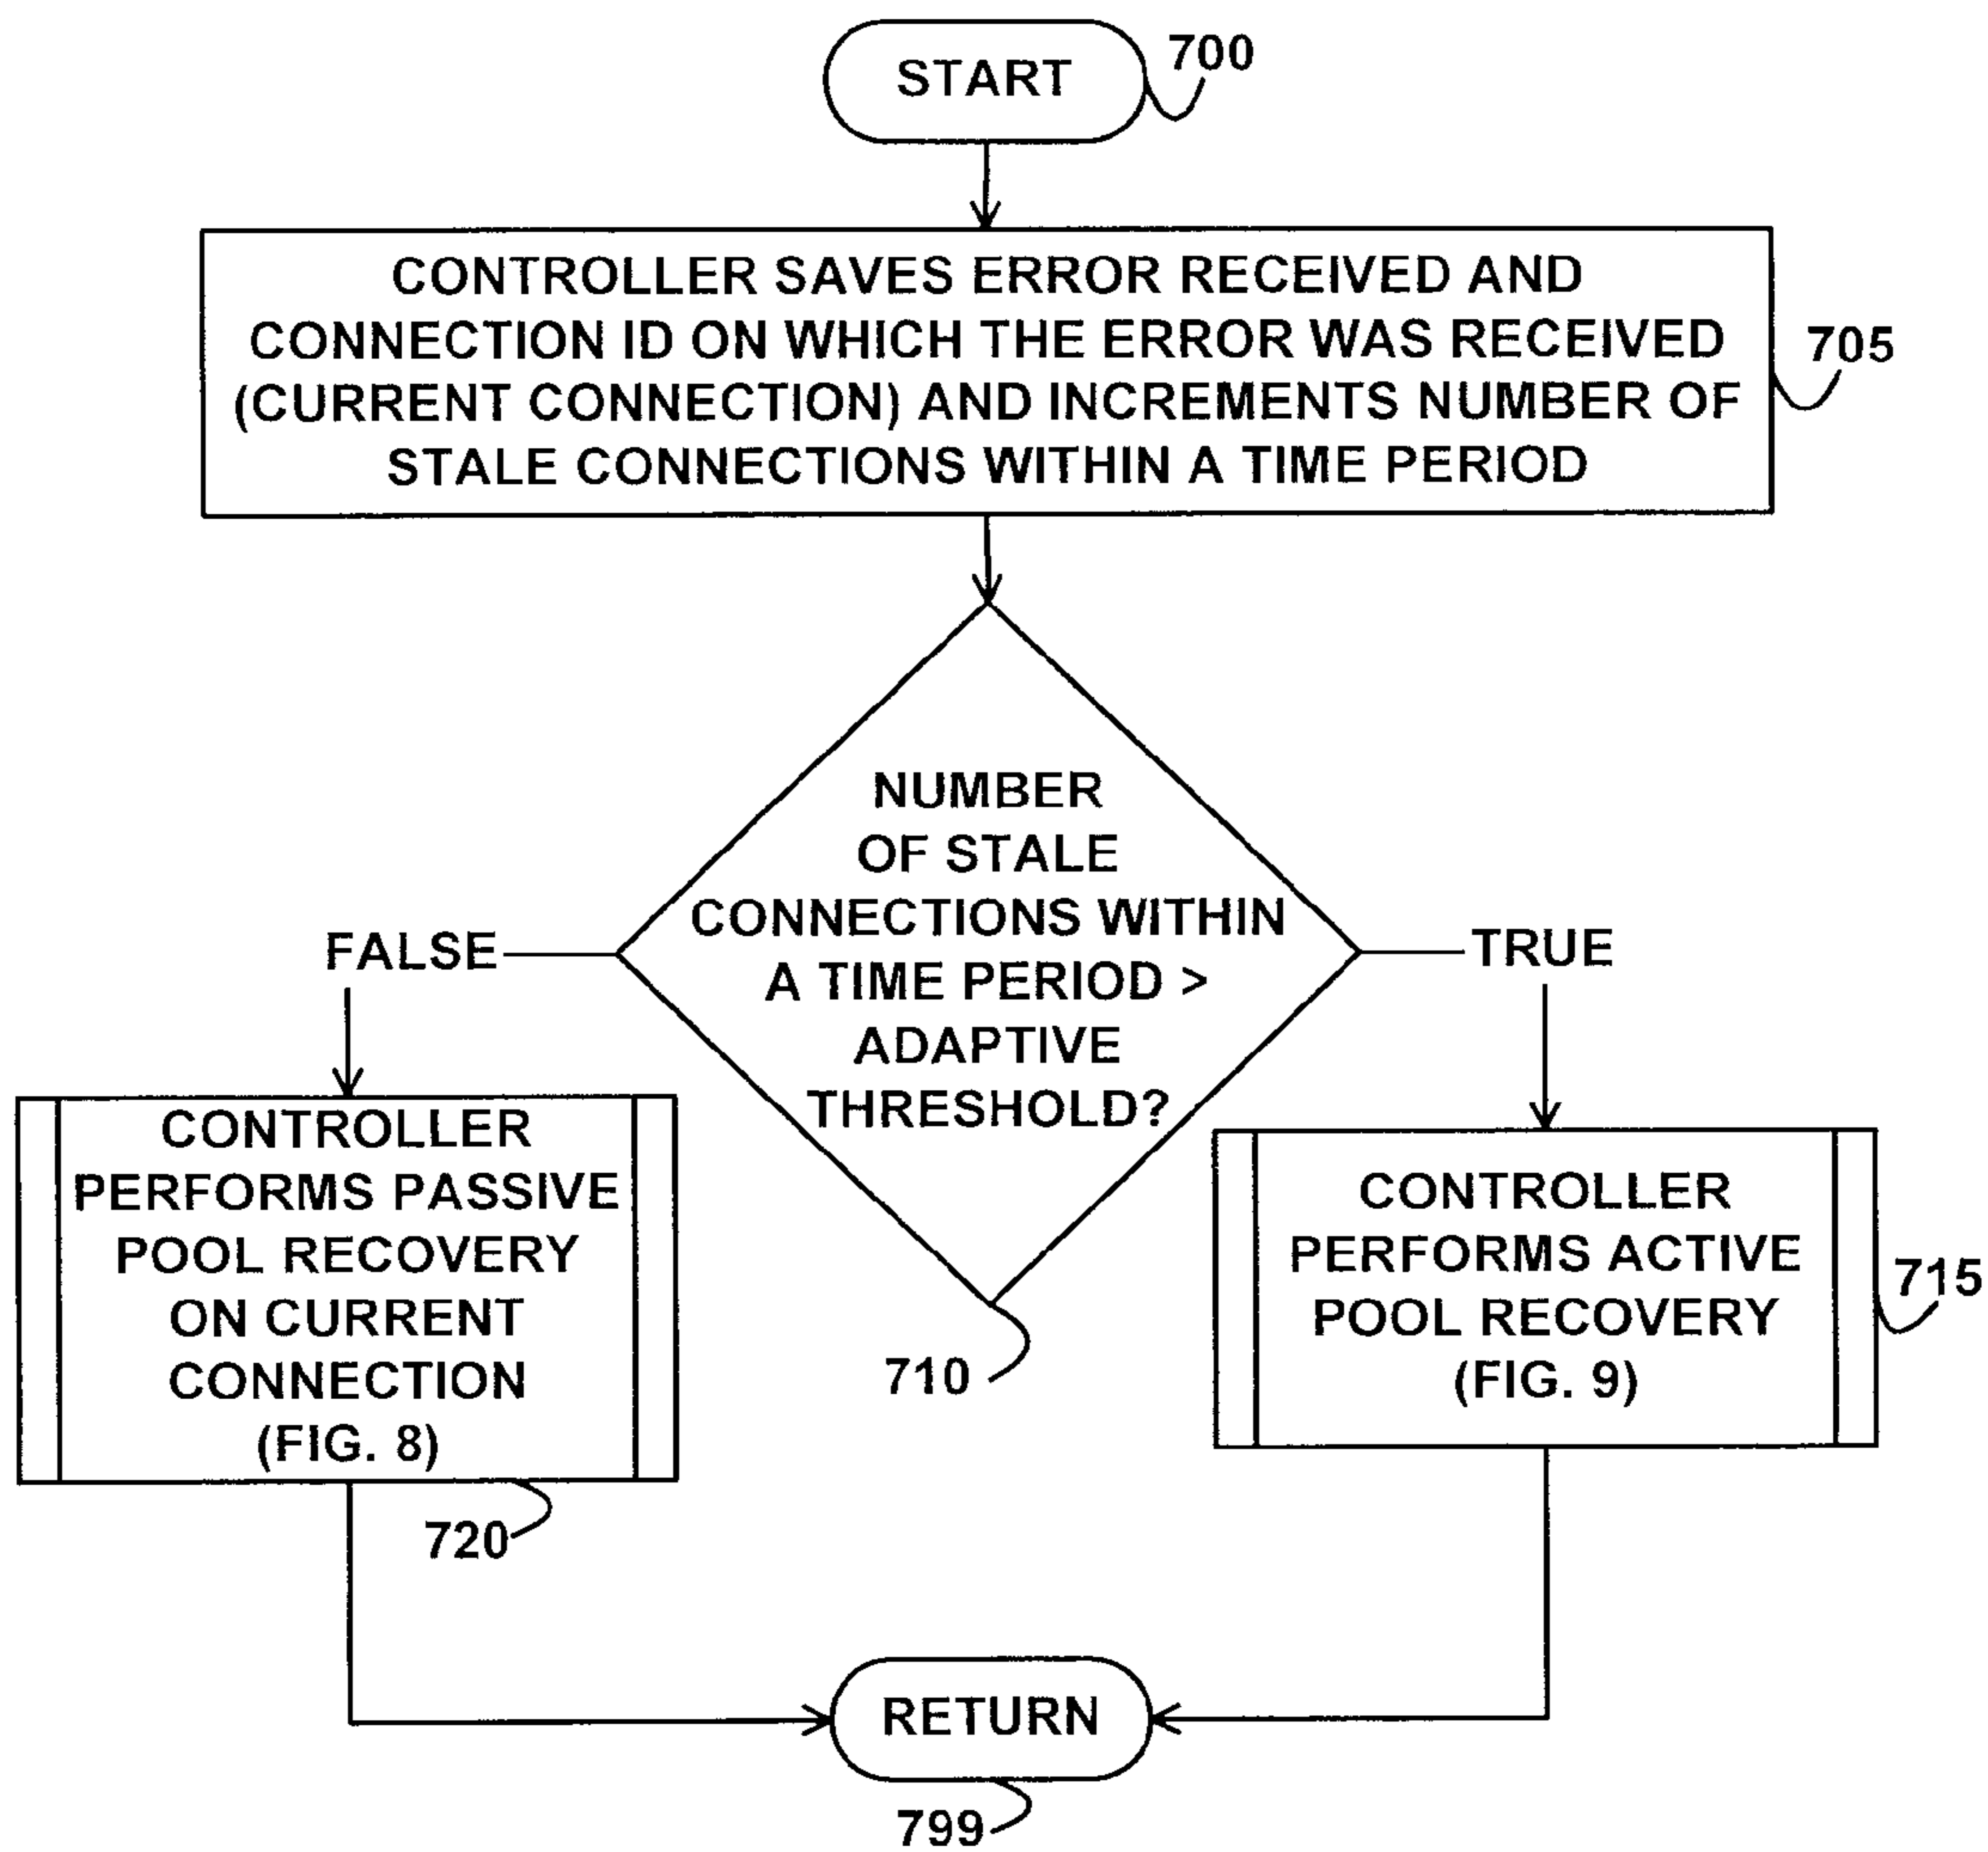 START
700
CONTROLLER SAVES ERROR RECEIVED AND
CONNECTION ID ON WHICH THE ERROR WAS RECEIVED
(CURRENT CONNECTION) AND INCREMENTS NUMBER OF
STALE CONNECTIONS WITHIN A TIME PERIOD
705
NUMBER
OF STALE
CONNECTIONS WITHIN
A TIME PERIOD >
ADAPTIVE
THRESHOLD?
710
FALSE
TRUE
CONTROLLER
PERFORMS PASSIVE
POOL RECOVERY
ON CURRENT
CONNECTION
(FIG. 8)
720
CONTROLLER
PERFORMS ACTIVE
POOL RECOVERY
(FIG. 9)
715
RETURN
799